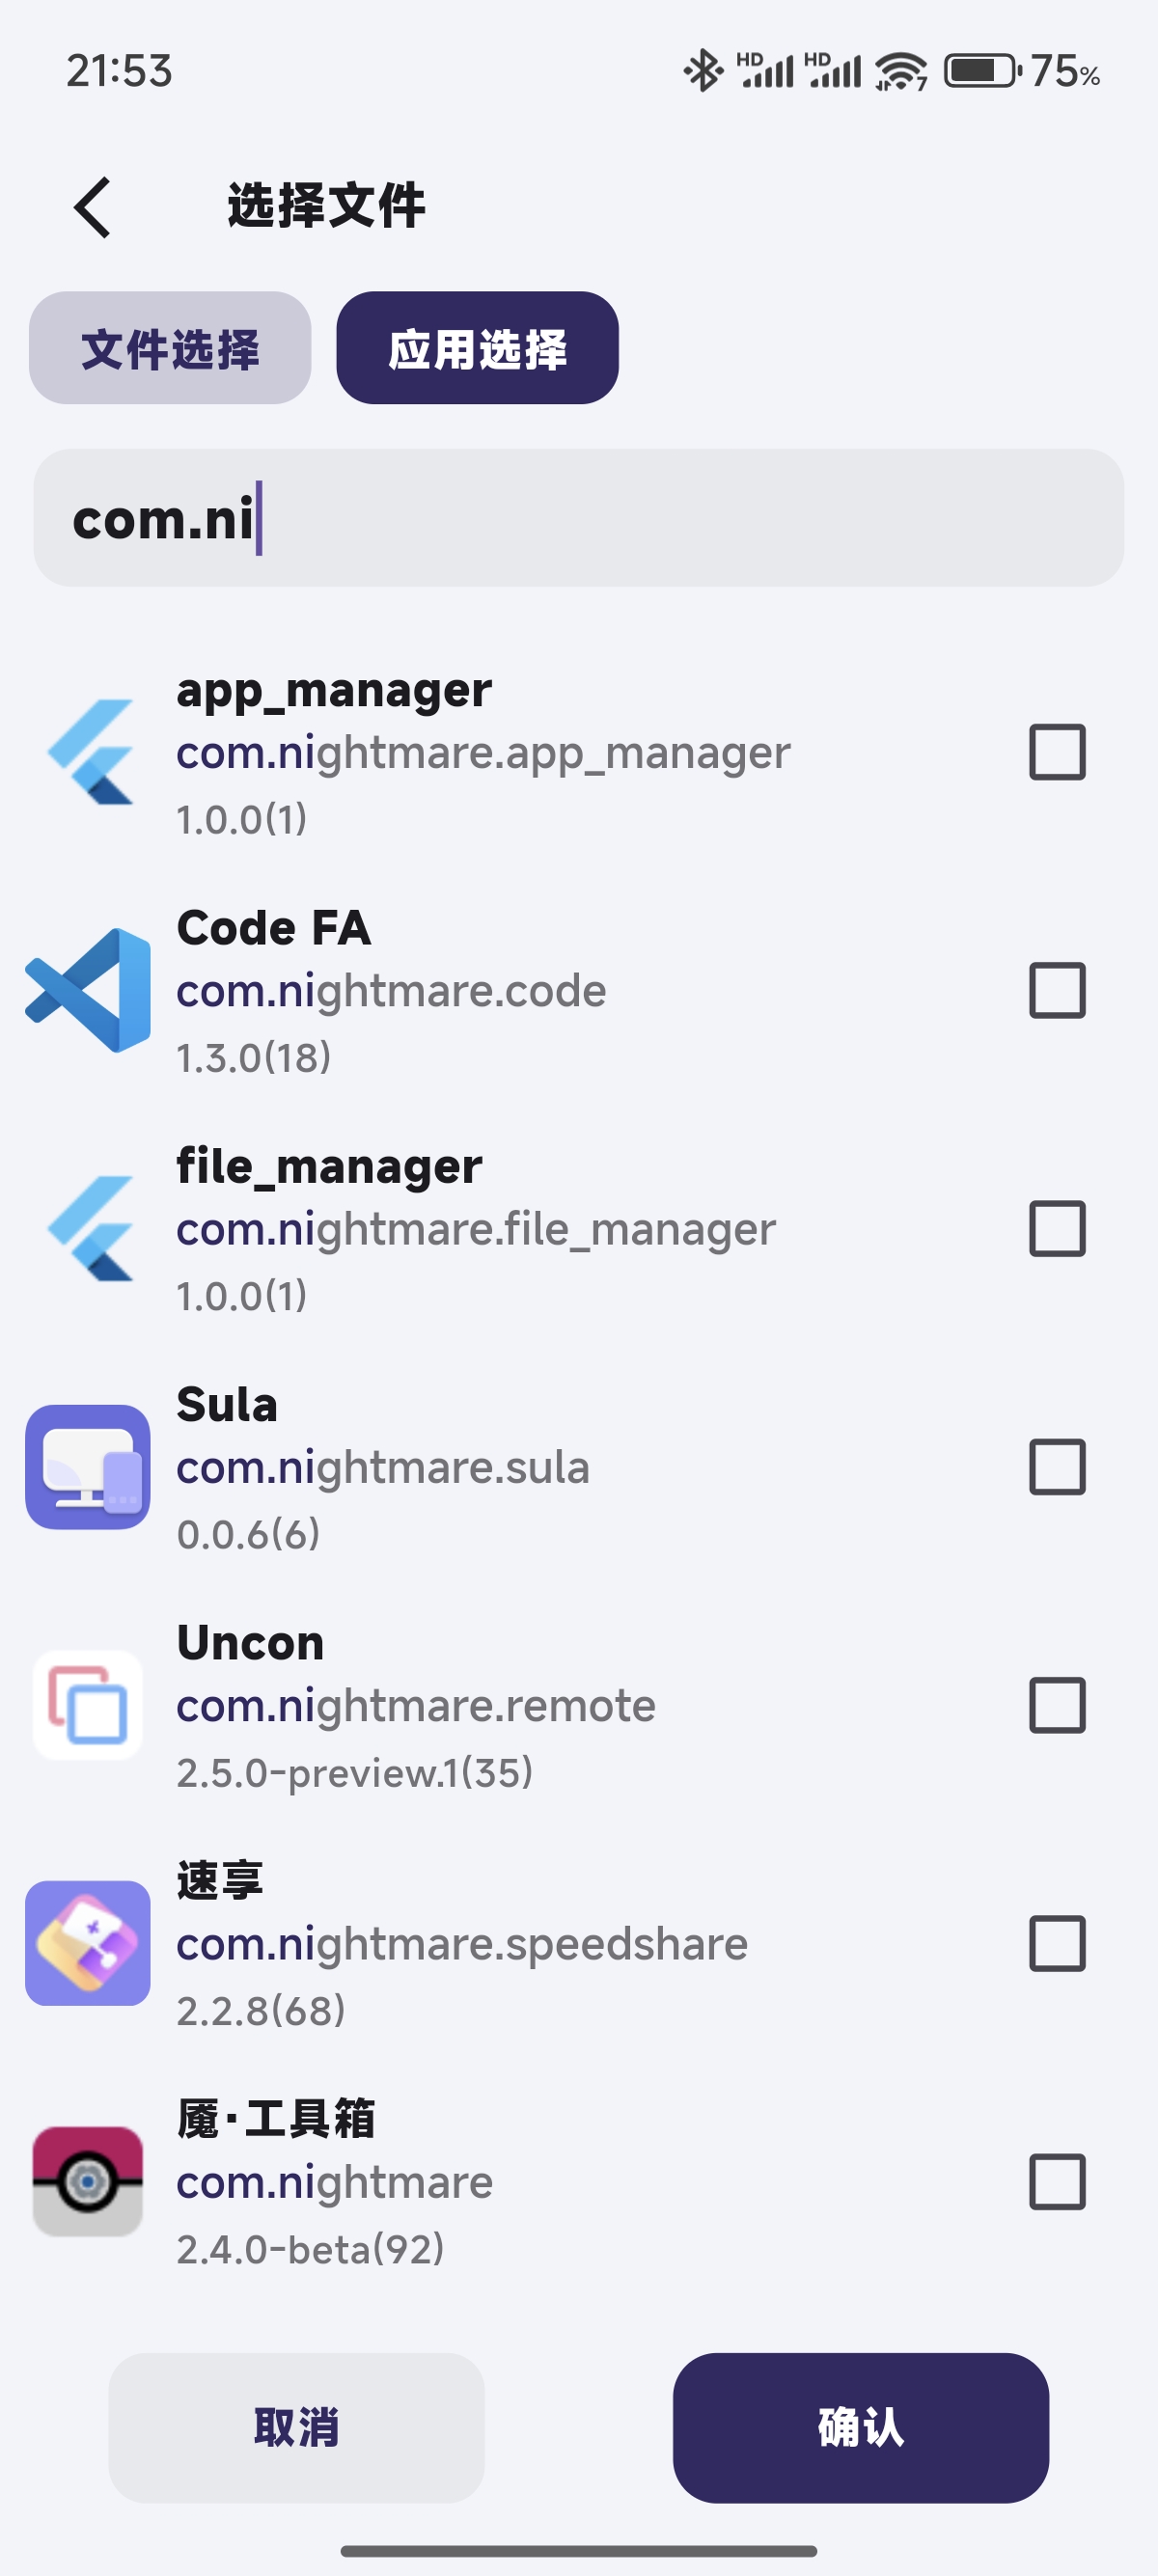 21:53
HD HD 7 75%
选择文件
文件选择 应用选择
com.ni
app_manager
com.nightmare.app_manager
1.0.0(1)
Code FA
com.nightmare.code
1.3.0(18)
file_manager
com.nightmare.file_manager
1.0.0(1)
Sula
com.nightmare.sula
0.0.6(6)
Uncon
com.nightmare.remote
2.5.0-preview.1(35)
速享
com.nightmare.speedshare
2.2.8(68)
魇·工具箱
com.nightmare
2.4.0-beta(92)
取消 确认